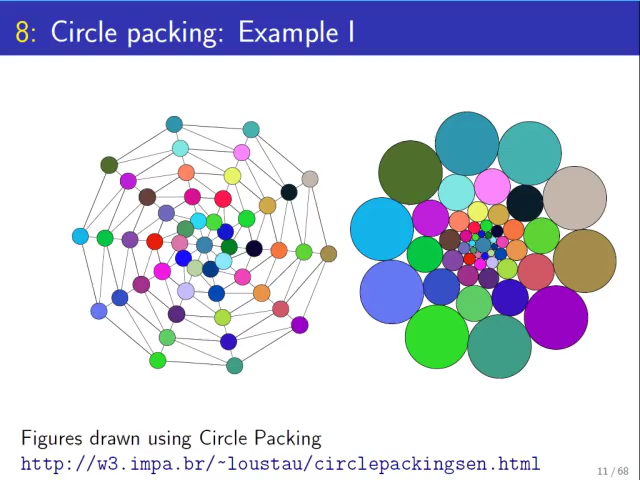 8: Circle packing: Example I
Figures drawn using Circle Packing
http://w3.impa.br/~loustau/circlepackingsen.html
11 / 68